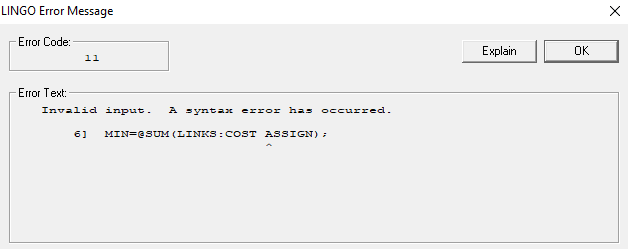 LINGO Error Message
Error Code:
11
Explain
OK
Error Text:
Invalid input.  A syntax error has occurred.
6]  MIN=@SUM(LINKS:COST ASSIGN);
^